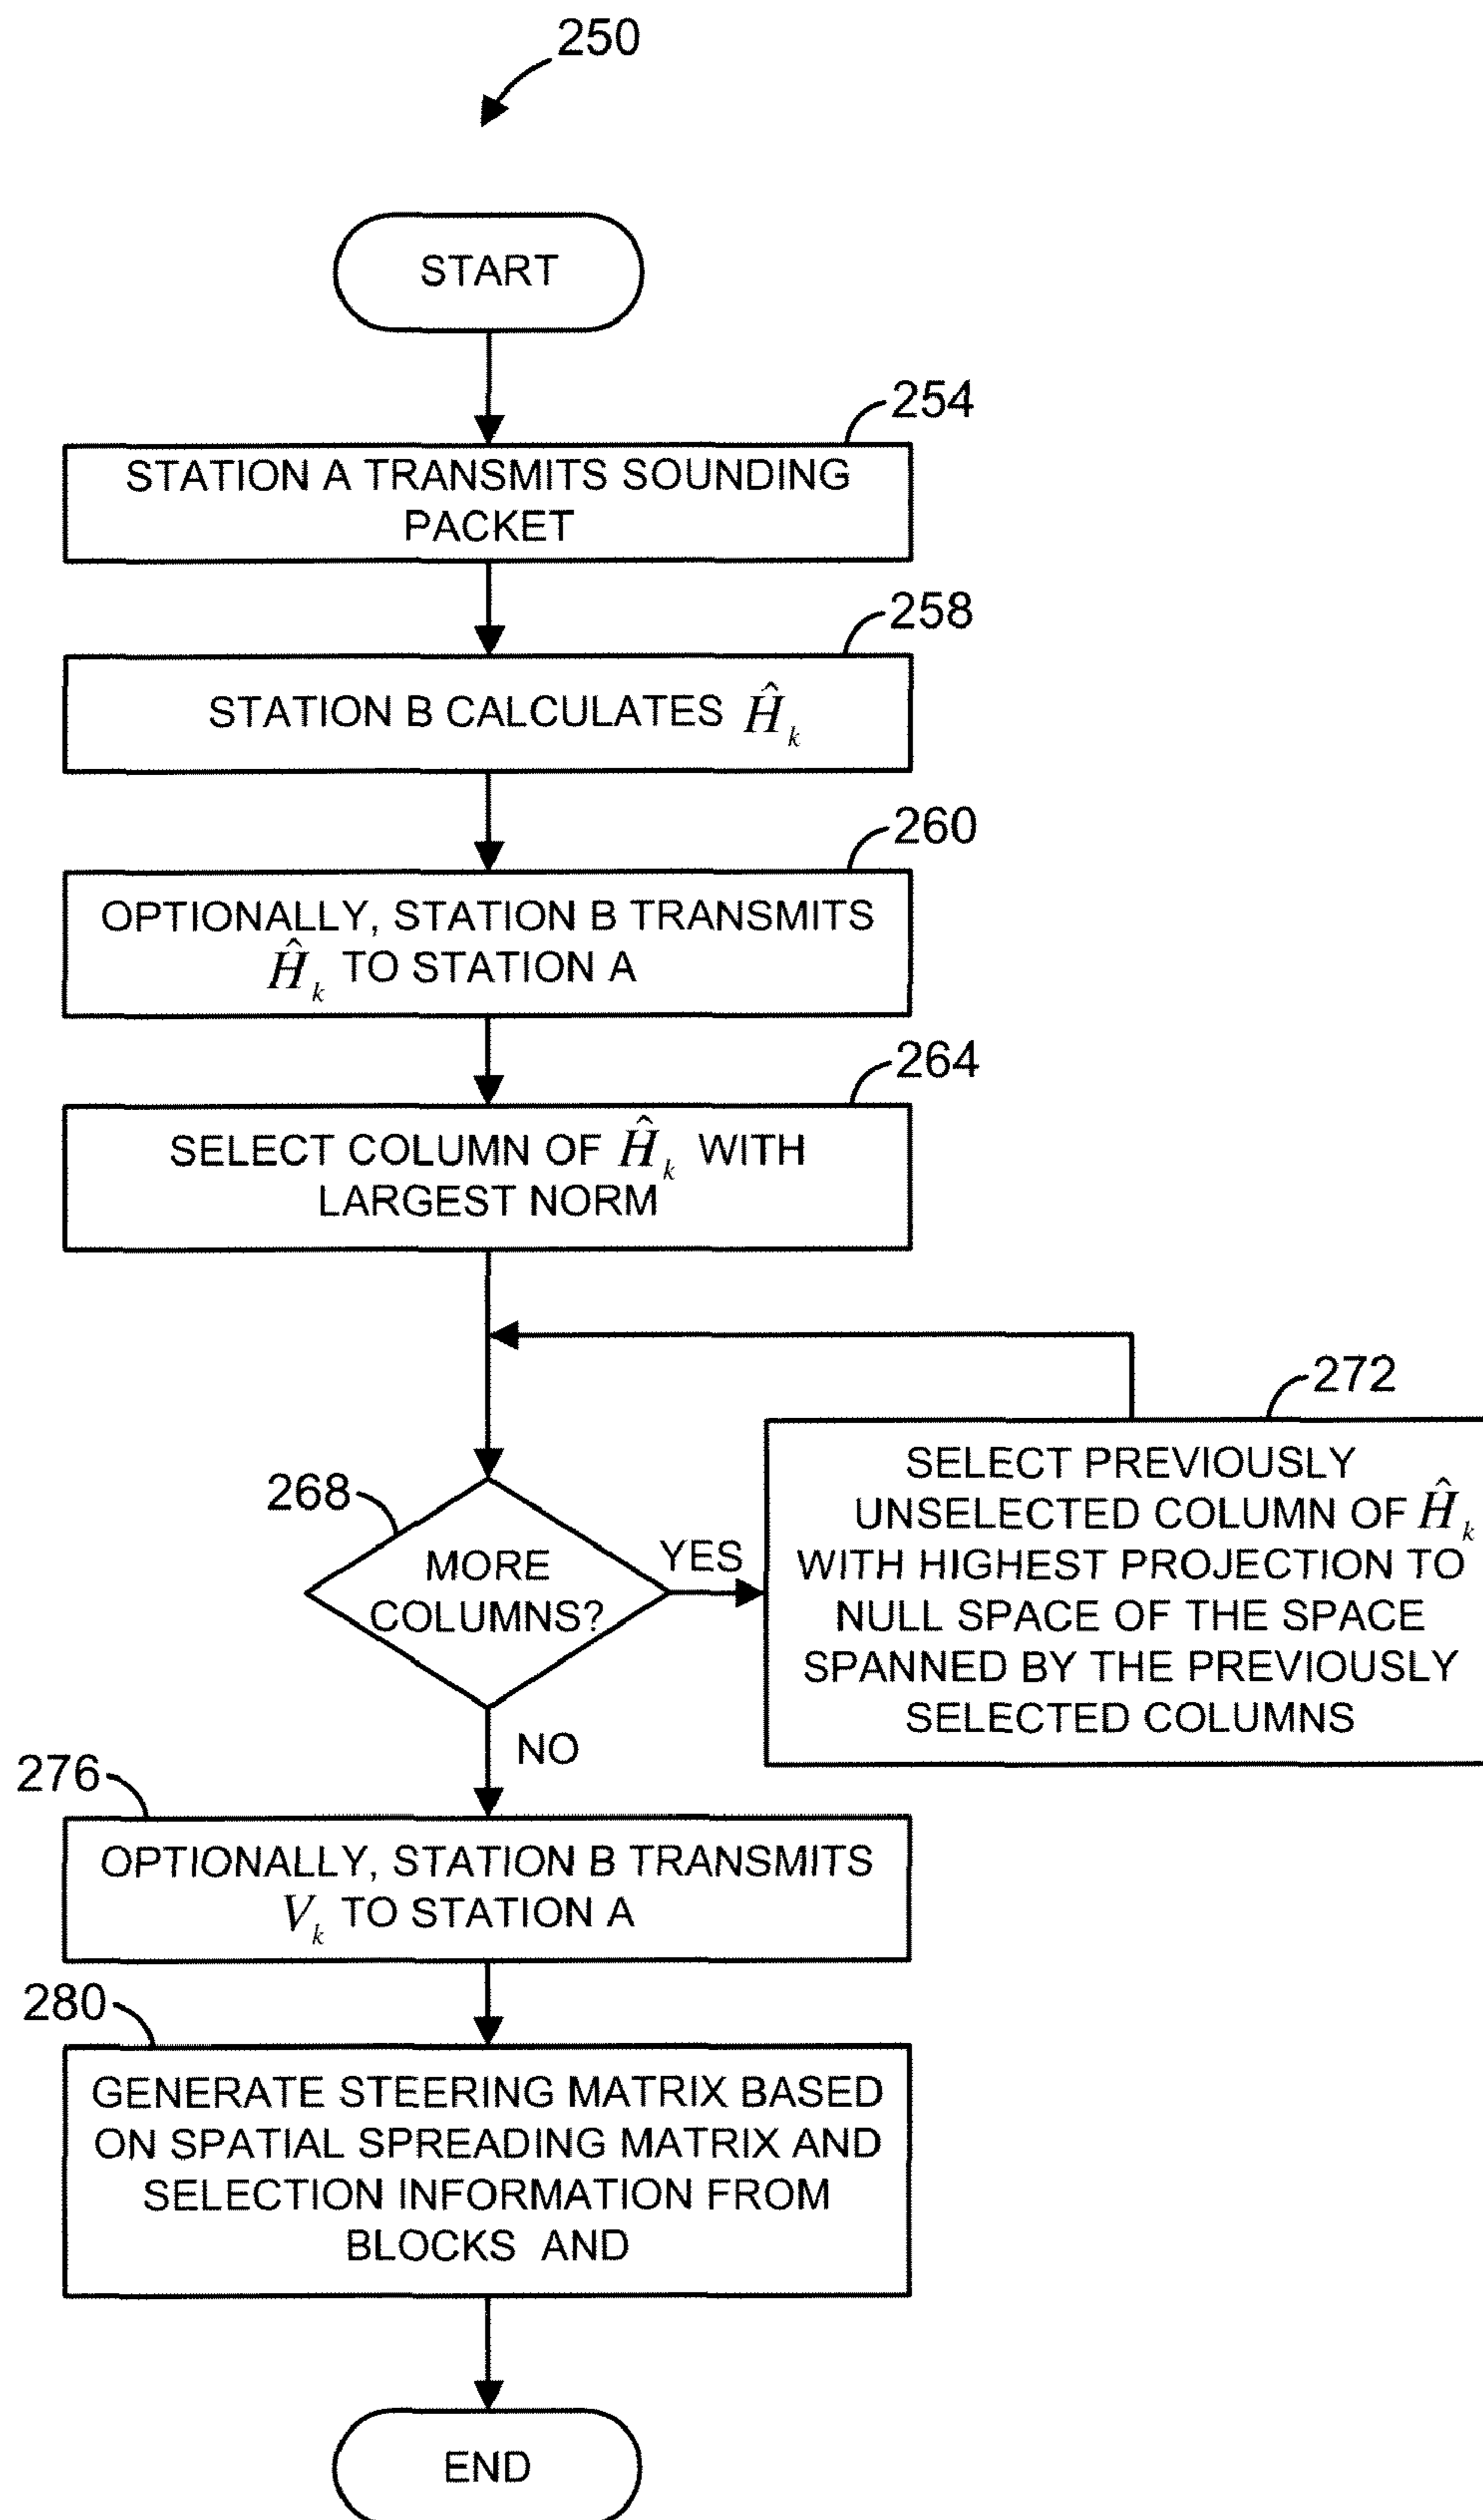 250
START
254
STATION A TRANSMITS SOUNDING
PACKET
258
STATION B CALCULATES Ĥk
260
OPTIONALLY, STATION B TRANSMITS
Ĥk TO STATION A
264
SELECT COLUMN OF Ĥk WITH
LARGEST NORM
272
SELECT PREVIOUSLY
UNSELECTED COLUMN OF Ĥk
WITH HIGHEST PROJECTION TO
NULL SPACE OF THE SPACE
SPANNED BY THE PREVIOUSLY
SELECTED COLUMNS
268
MORE
COLUMNS?
YES
NO
276
OPTIONALLY, STATION B TRANSMITS
Vk TO STATION A
280
GENERATE STEERING MATRIX BASED
ON SPATIAL SPREADING MATRIX AND
SELECTION INFORMATION FROM
BLOCKS AND
END